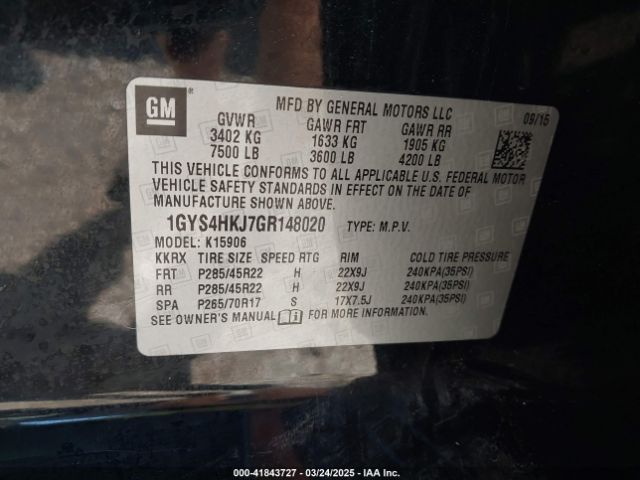 GM
MFD BY GENERAL MOTORS LLC 09/15
GVWR GAWR FRT GAWR RR
3402 KG 1633 KG 1905 KG
7500 LB 3600 LB 4200 LB
THIS VEHICLE CONFORMS TO ALL APPLICABLE U.S. FEDERAL MOTOR
VEHICLE SAFETY STANDARDS IN EFFECT ON THE DATE OF
MANUFACTURE SHOWN ABOVE.
1GYS4HKJ7GR148020 TYPE: M.P.V.
MODEL: K15906
KKRX TIRE SIZE SPEED RTG RIM COLD TIRE PRESSURE
FRT P285/45R22 H 22X9J 240KPA(35PSI)
RR P285/45R22 H 22X9J 240KPA(35PSI)
SPA P265/70R17 S 17X7.5J 240KPA(35PSI)
SEE OWNER'S MANUAL FOR MORE INFORMATION.
000-41843727 - 03/24/2025 - IAA Inc.